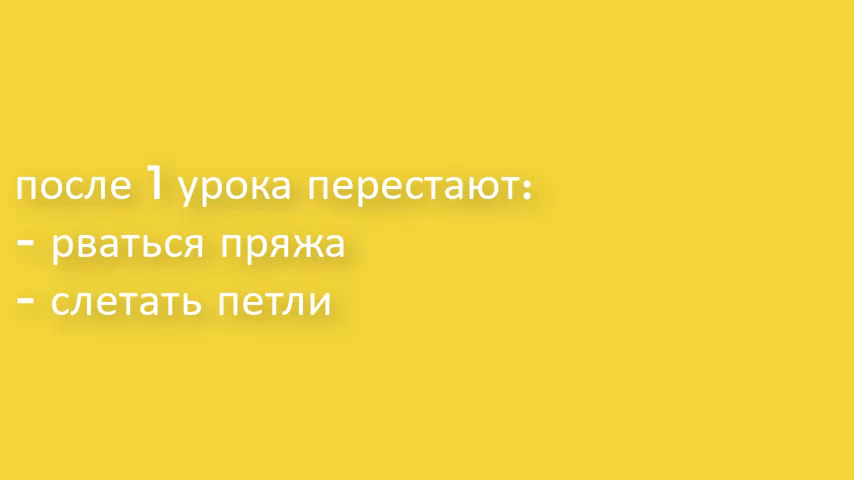 после 1 урока перестают:
- рваться пряжа
- слетать петли